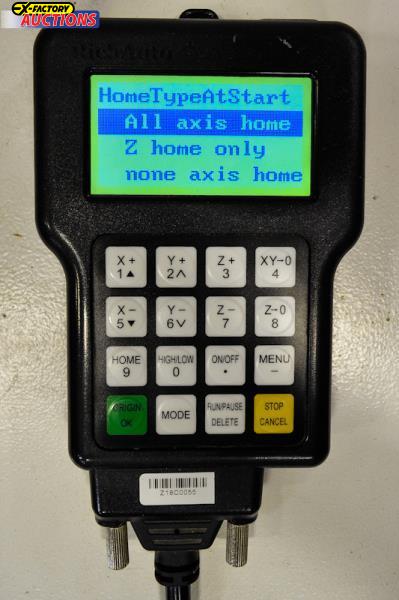 EX-FACTORY
AUCTIONS
RichAuto
HomeTypeAtStart
All axis home
Z home only
none axis home
X+ Y+ Z+ XY→0
1▲ 2∧ 3 4
X− Y− Z− Z→0
5▼ 6∨ 7 8
HOME HIGH/LOW ON/OFF MENU
9 0 • −
ORIGIN MODE RUN/PAUSE STOP
OK DELETE CANCEL
Z18D0055